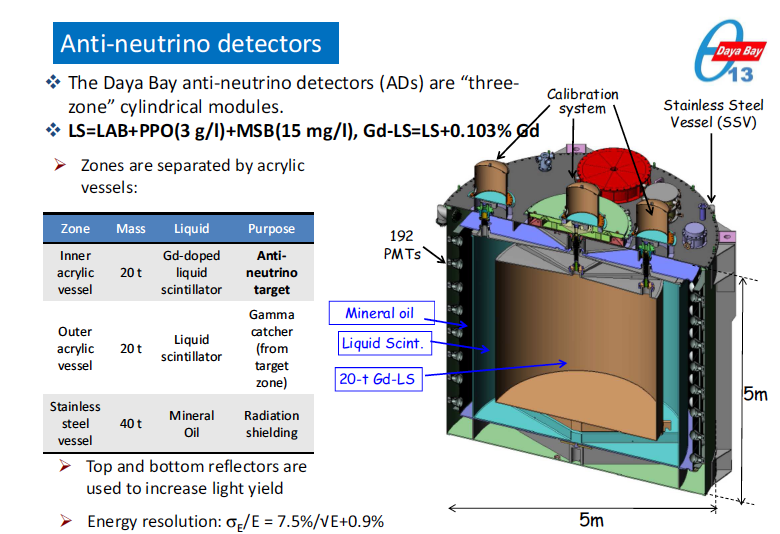 Anti-neutrino detectors
Daya Bay
θ13
❖ The Daya Bay anti-neutrino detectors (ADs) are “three-
zone” cylindrical modules.
❖ LS=LAB+PPO(3 g/l)+MSB(15 mg/l), Gd-LS=LS+0.103% Gd
➢ Zones are separated by acrylic
vessels:
Zone Mass Liquid Purpose
Inner
acrylic
vessel
20 t
Gd-doped
liquid
scintillator
Anti-
neutrino
target
Outer
acrylic
vessel
20 t
Liquid
scintillator
Gamma
catcher
(from
target
zone)
Stainless
steel
vessel
40 t
Mineral
Oil
Radiation
shielding
➢ Top and bottom reflectors are
used to increase light yield
➢ Energy resolution: σE/E = 7.5%/√E+0.9%
Calibration
system
Stainless Steel
Vessel (SSV)
192
PMTs
Mineral oil
Liquid Scint.
20-t Gd-LS
5m
5m